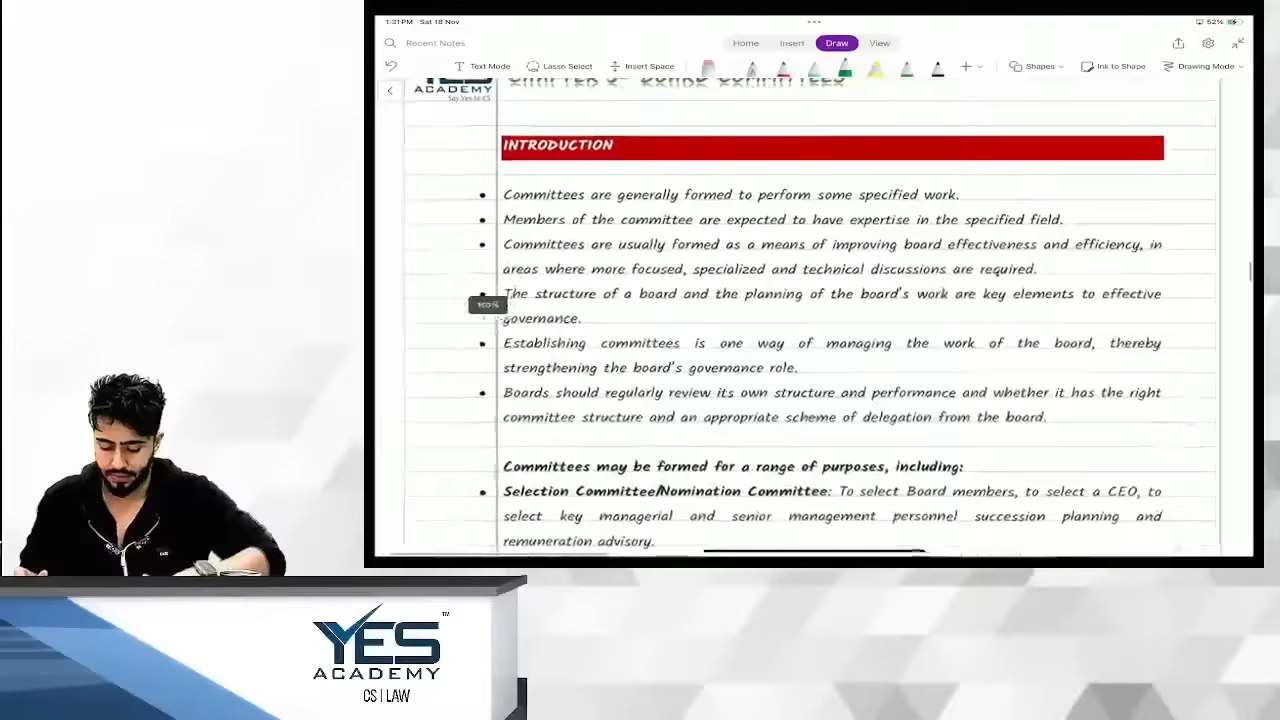 1:31 PM Sat 18 Nov
52%
Recent Notes
Home Insert Draw View
Text Mode Lasso Select Insert Space Shapes Ink to Shape Drawing Mode
ACADEMY
Say Yes to CS
INTRODUCTION
• Committees are generally formed to perform some specified work.
• Members of the committee are expected to have expertise in the specified field.
• Committees are usually formed as a means of improving board effectiveness and efficiency, in
areas where more focused, specialized and technical discussions are required.
• The structure of a board and the planning of the board's work are key elements to effective
governance.
• Establishing committees is one way of managing the work of the board, thereby
strengthening the board's governance role.
• Boards should regularly review its own structure and performance and whether it has the right
committee structure and an appropriate scheme of delegation from the board.
Committees may be formed for a range of purposes, including:
• Selection Committee/Nomination Committee: To select Board members, to select a CEO, to
select key managerial and senior management personnel succession planning and
remuneration advisory.
YES™
ACADEMY
CS | LAW